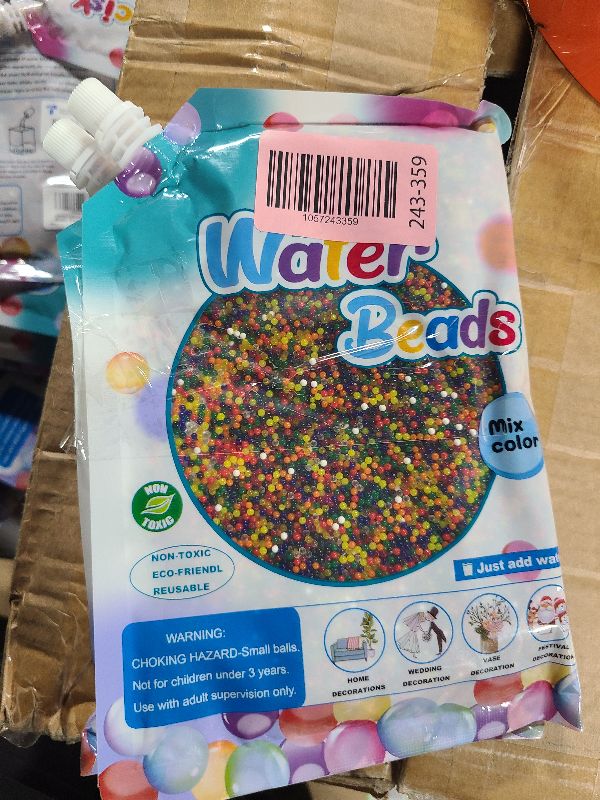 1057243359
243-359
Water
Beads
Mix
color
NON
TOXIC
NON-TOXIC
ECO-FRIENDL
REUSABLE
Just add wat
WARNING:
CHOKING HAZARD-Small balls.
Not for children under 3 years.
Use with adult supervision only.
HOME
DECORATIONS
WEDDING
DECORATION
VASE
DECORATION
FESTIVAL
DECORATION